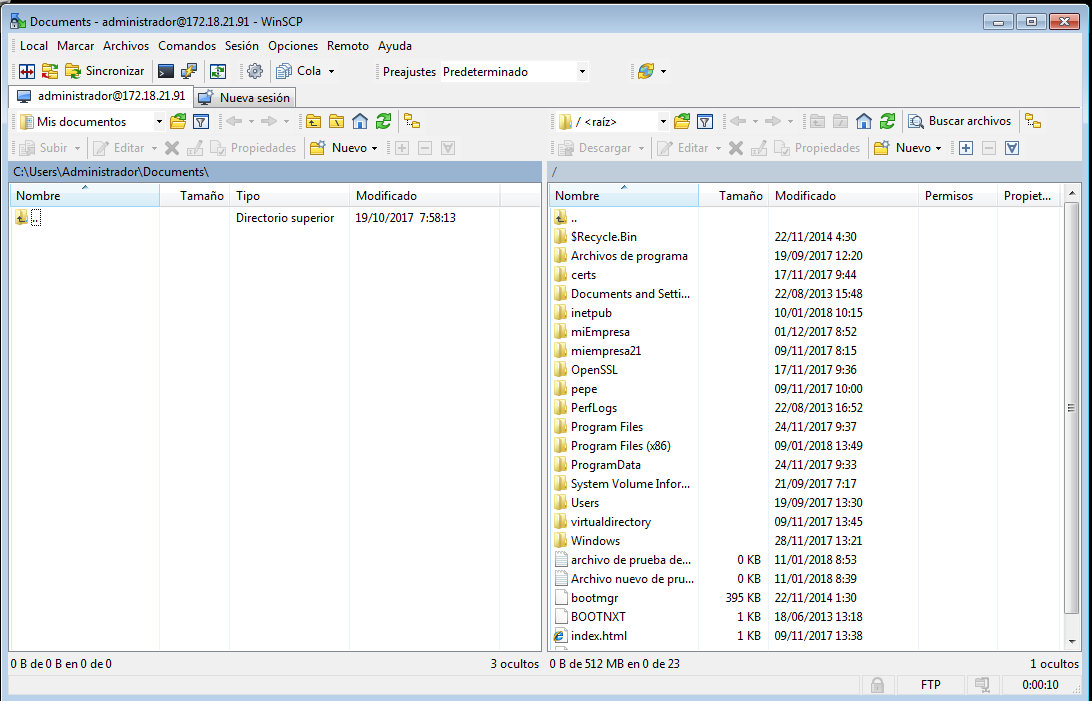 Documents - administrador@172.18.21.91 - WinSCP
Local Marcar Archivos Comandos Sesión Opciones Remoto Ayuda
Sincronizar Cola Preajustes Predeterminado
administrador@172.18.21.91 Nueva sesión
Mis documentos
Subir Editar Propiedades Nuevo
C:\Users\Administrador\Documents\
Nombre Tamaño Tipo Modificado
.. Directorio superior 19/10/2017 7:58:13
0 B de 0 B en 0 de 0 3 ocultos
/ <raíz> Buscar archivos
Descargar Editar Propiedades Nuevo
/
Nombre Tamaño Modificado Permisos Propiet...
..
$Recycle.Bin 22/11/2014 4:30
Archivos de programa 19/09/2017 12:20
certs 17/11/2017 9:44
Documents and Setti... 22/08/2013 15:48
inetpub 10/01/2018 10:15
miEmpresa 01/12/2017 8:52
miempresa21 09/11/2017 8:15
OpenSSL 17/11/2017 9:36
pepe 09/11/2017 10:00
PerfLogs 22/08/2013 16:52
Program Files 24/11/2017 9:37
Program Files (x86) 09/01/2018 13:49
ProgramData 24/11/2017 9:33
System Volume Infor... 21/09/2017 7:17
Users 19/09/2017 13:30
virtualdirectory 09/11/2017 13:45
Windows 28/11/2017 13:21
archivo de prueba de... 0 KB 11/01/2018 8:53
Archivo nuevo de pru... 0 KB 11/01/2018 8:39
bootmgr 395 KB 22/11/2014 1:30
BOOTNXT 1 KB 18/06/2013 13:18
index.html 1 KB 09/11/2017 13:38
0 B de 512 MB en 0 de 23 1 ocultos
FTP 0:00:10